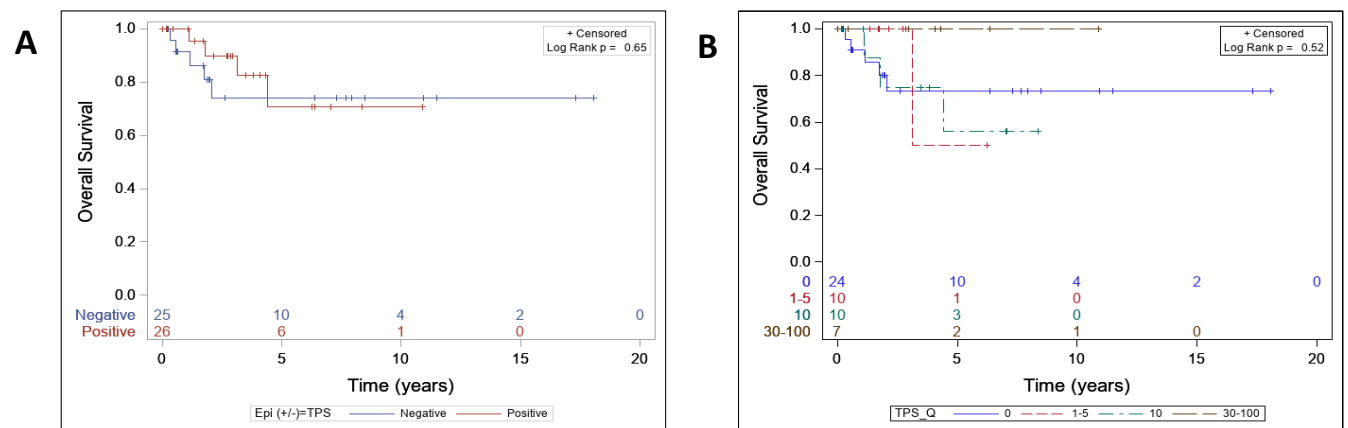 A
+ Censored
Log Rank p = 0.65
Overall Survival
1.0
0.8
0.6
0.4
0.2
0.0
Negative 25 10 4 2 0
Positive 26 6 1 0
0 5 10 15 20
Time (years)
Epi (+/-)=TPS Negative Positive
B
+ Censored
Log Rank p = 0.52
Overall Survival
1.0
0.8
0.6
0.4
0.2
0.0
0 24 10 4 2 0
1-5 10 1 0
10 10 3 0
30-100 7 2 1 0
0 5 10 15 20
Time (years)
TPS_Q 0 1-5 10 30-100